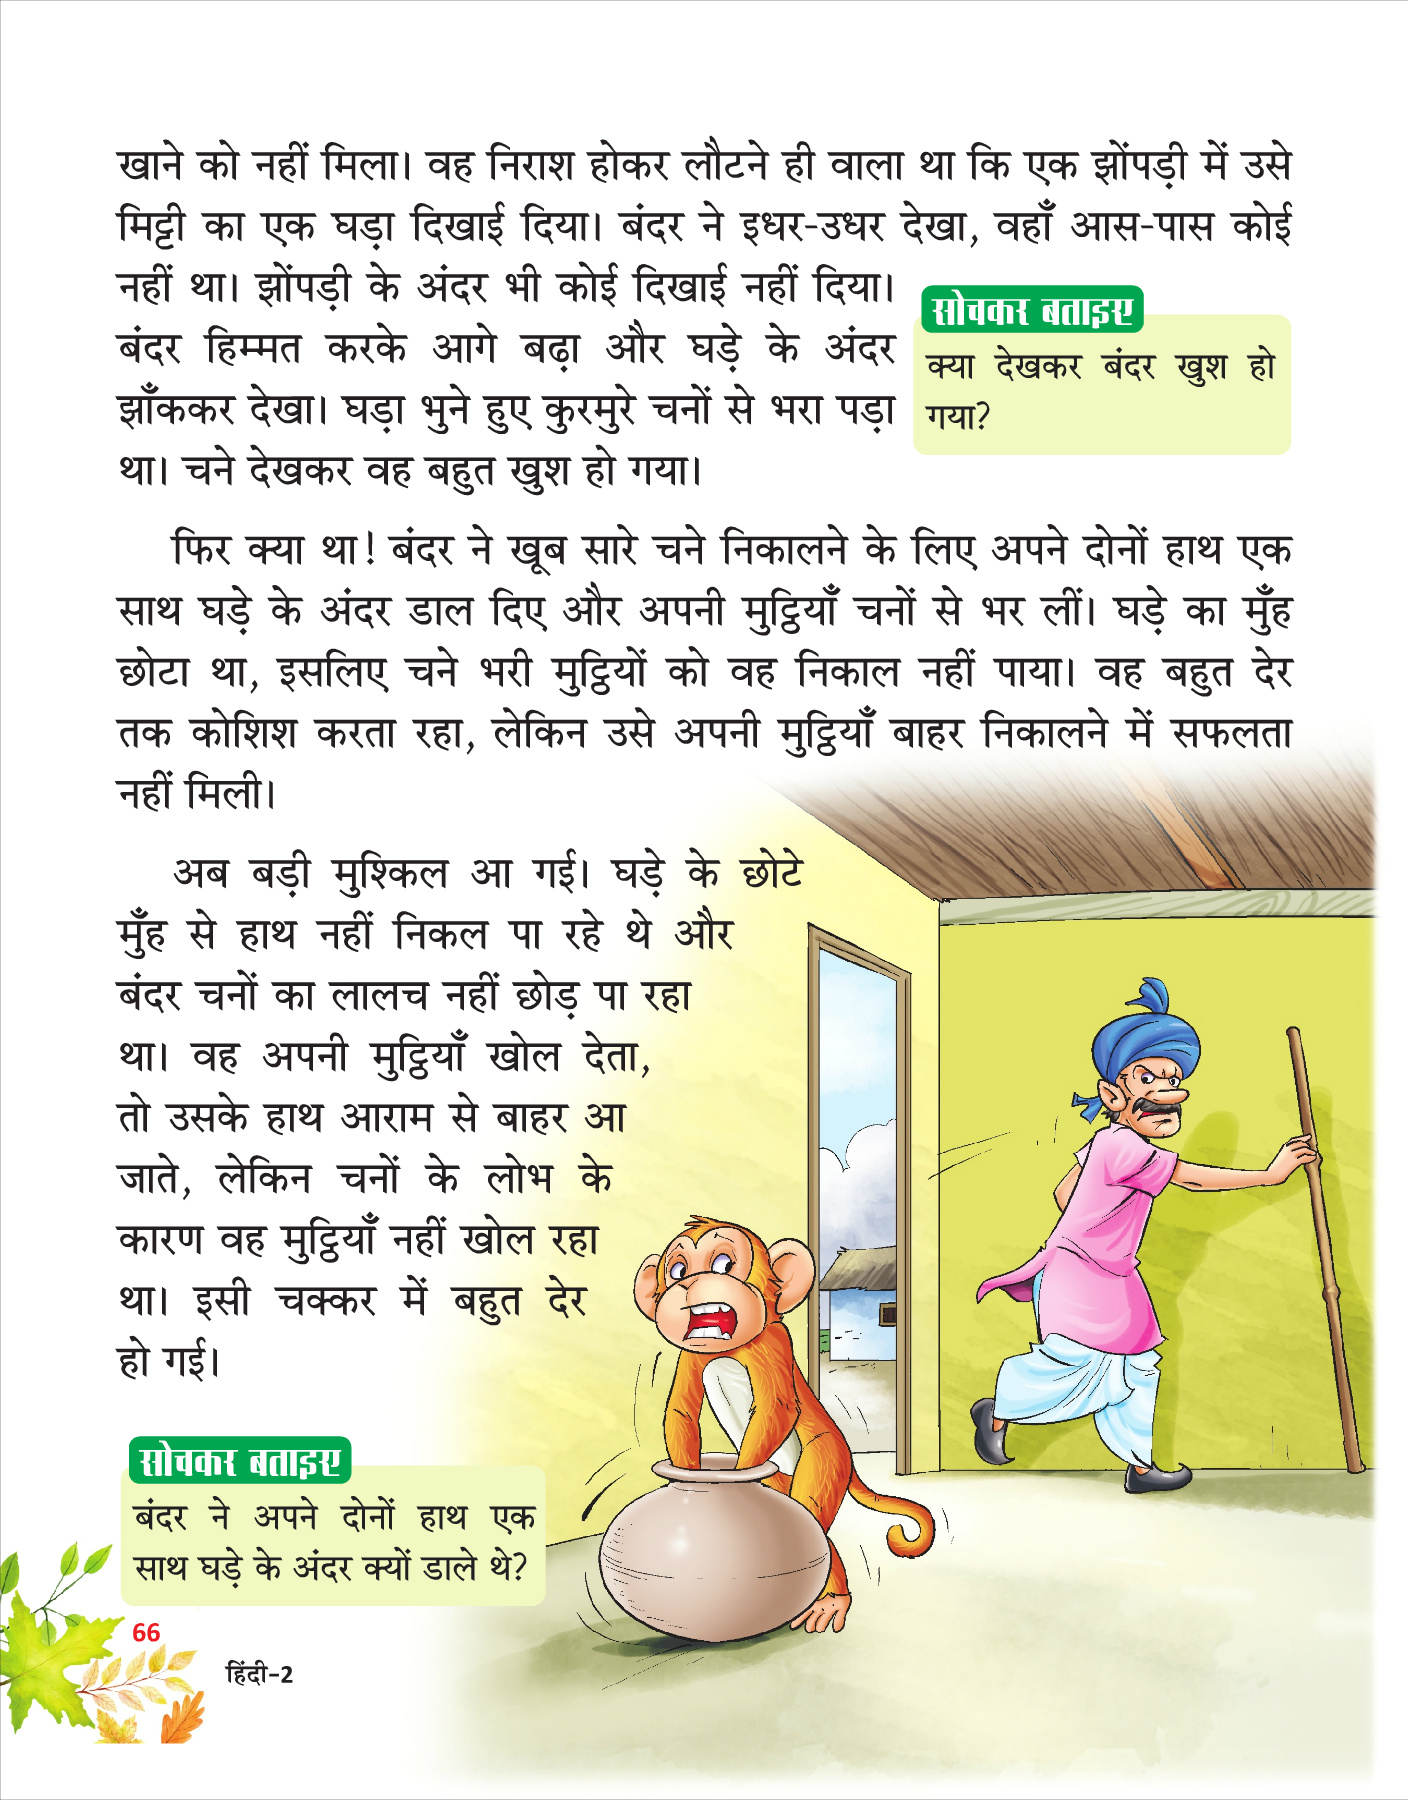 खाने को नहीं मिला। वह निराश होकर लौटने ही वाला था कि एक झोंपड़ी में उसे
मिट्टी का एक घड़ा दिखाई दिया। बंदर ने इधर-उधर देखा, वहाँ आस-पास कोई
नहीं था। झोंपड़ी के अंदर भी कोई दिखाई नहीं दिया।
बंदर हिम्मत करके आगे बढ़ा और घड़े के अंदर
झाँककर देखा। घड़ा भुने हुए कुरमुरे चनों से भरा पड़ा
था। चने देखकर वह बहुत खुश हो गया।
सोचकर बताइए
क्या देखकर बंदर खुश हो
गया?
फिर क्या था! बंदर ने खूब सारे चने निकालने के लिए अपने दोनों हाथ एक
साथ घड़े के अंदर डाल दिए और अपनी मुट्ठियाँ चनों से भर लीं। घड़े का मुँह
छोटा था, इसलिए चने भरी मुट्ठियों को वह निकाल नहीं पाया। वह बहुत देर
तक कोशिश करता रहा, लेकिन उसे अपनी मुट्ठियाँ बाहर निकालने में सफलता
नहीं मिली।
अब बड़ी मुश्किल आ गई। घड़े के छोटे
मुँह से हाथ नहीं निकल पा रहे थे और
बंदर चनों का लालच नहीं छोड़ पा रहा
था। वह अपनी मुट्ठियाँ खोल देता,
तो उसके हाथ आराम से बाहर आ
जाते, लेकिन चनों के लोभ के
कारण वह मुट्ठियाँ नहीं खोल रहा
था। इसी चक्कर में बहुत देर
हो गई।
सोचकर बताइए
बंदर ने अपने दोनों हाथ एक
साथ घड़े के अंदर क्यों डाले थे?
66
हिंदी-2